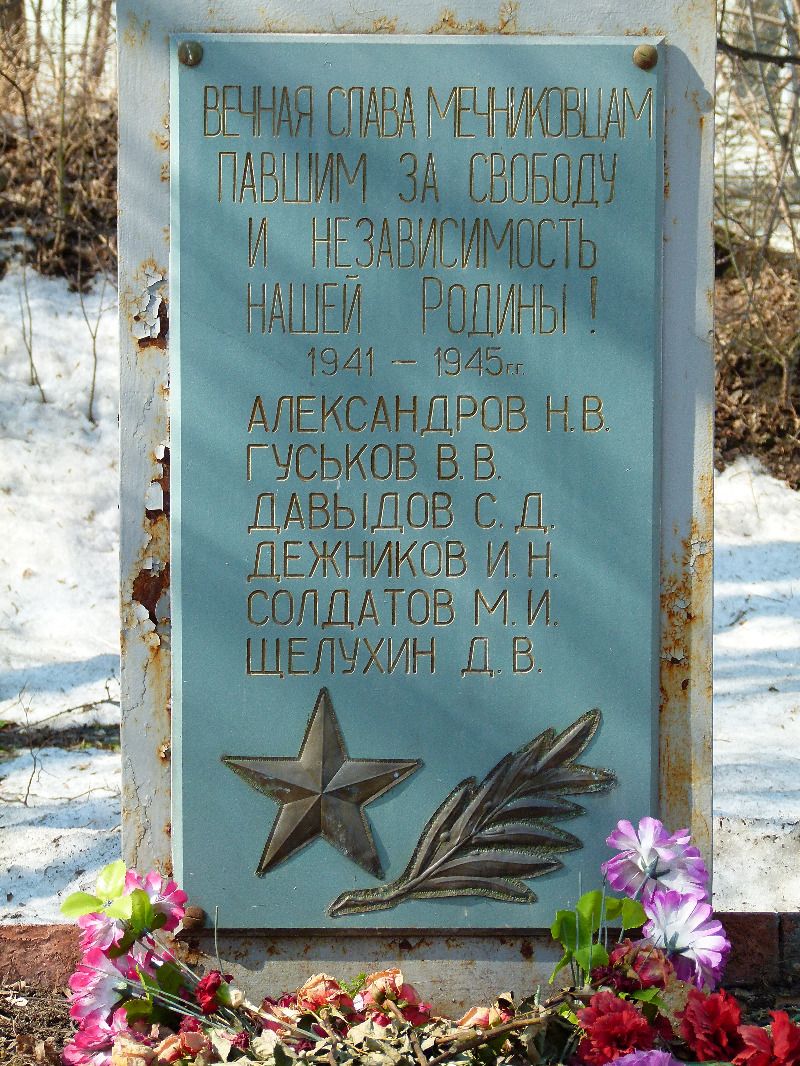 ВЕЧНАЯ СЛАВА МЕЧНИКОВЦАМ
ПАВШИМ ЗА СВОБОДУ
И НЕЗАВИСИМОСТЬ
НАШЕЙ РОДИНЫ!
1941 – 1945гг.
АЛЕКСАНДРОВ Н.В.
ГУСЬКОВ В.В.
ДАВЫДОВ С.Д.
ДЕЖНИКОВ И.Н.
СОЛДАТОВ М.И.
ЩЕЛУХИН Д.В.